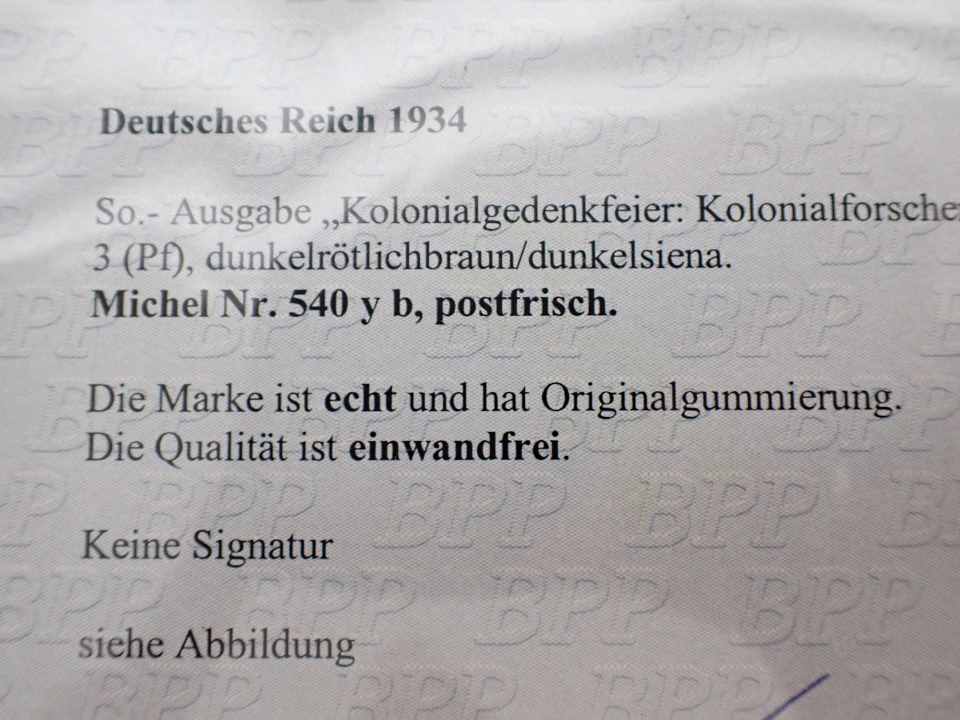 Deutsches Reich 1934
So.- Ausgabe „Kolonialgedenkfeier: Kolonialforsche
3 (Pf), dunkelrötlichbraun/dunkelsiena.
Michel Nr. 540 y b, postfrisch.
Die Marke ist echt und hat Originalgummierung.
Die Qualität ist einwandfrei.
Keine Signatur
siehe Abbildung